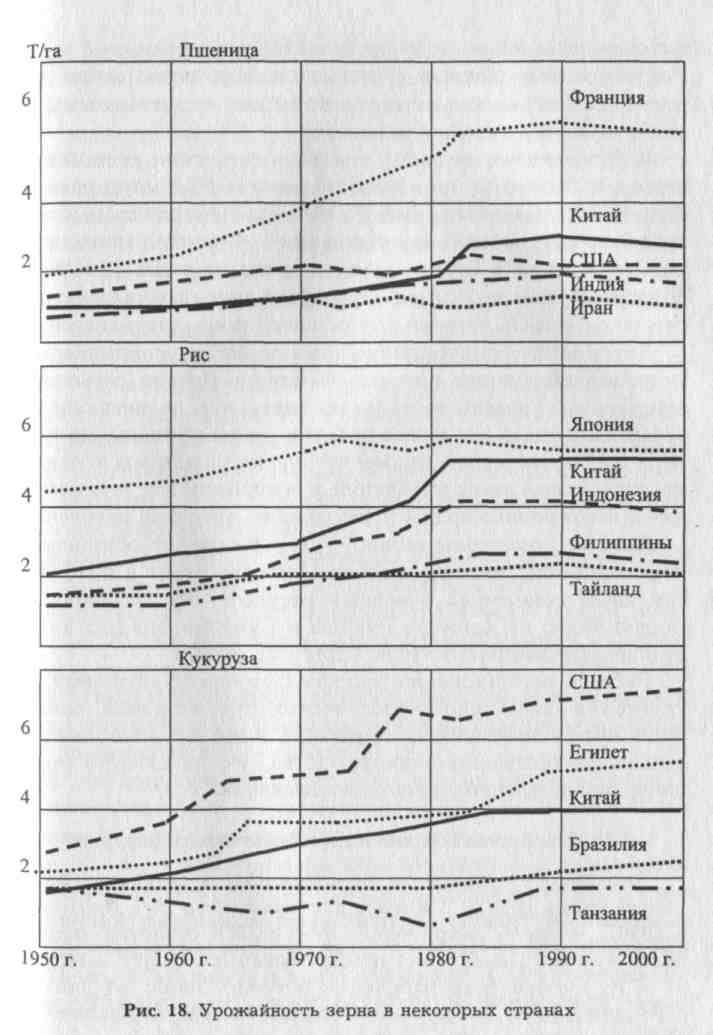 Т/га
Пшеница
6
Франция
4
Китай
2
США
Индия
Иран
Рис
6
Япония
Китай
4
Индонезия
Филиппины
2
Тайланд
Кукуруза
США
6
Египет
4
Китай
Бразилия
2
Танзания
1950 г. 1960 г. 1970 г. 1980 г. 1990 г. 2000 г.
Рис. 18. Урожайность зерна в некоторых странах